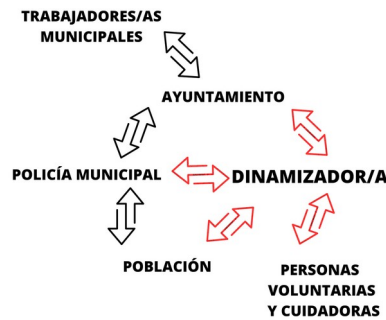 TRABAJADORES/AS
MUNICIPALES
AYUNTAMIENTO
POLICÍA MUNICIPAL
DINAMIZADOR/A
POBLACIÓN
PERSONAS
VOLUNTARIAS
Y CUIDADORAS